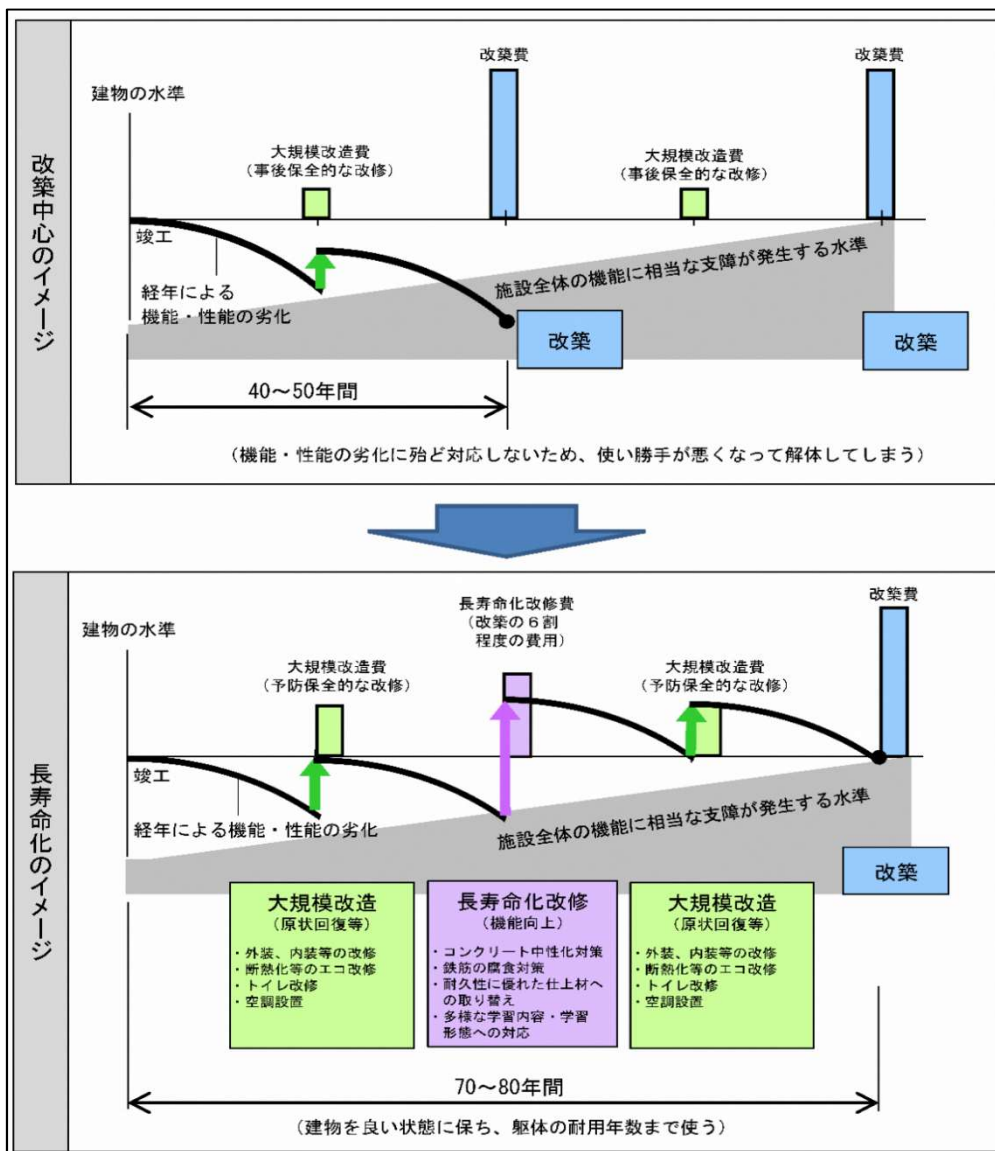 改築中心のイメージ
建物の水準
改築費
改築費
大規模改造費
（事後保全的な改修）
大規模改造費
（事後保全的な改修）
竣工
経年による
機能・性能の劣化
施設全体の機能に相当な支障が発生する水準
改築
改築
40～50年間
（機能・性能の劣化に殆ど対応しないため、使い勝手が悪くなって解体してしまう）
長寿命化のイメージ
建物の水準
長寿命化改修費
（改築の６割
程度の費用）
改築費
大規模改造費
（予防保全的な改修）
大規模改造費
（予防保全的な改修）
竣工
経年による機能・性能の劣化
施設全体の機能に相当な支障が発生する水準
改築
大規模改造
（原状回復等）
・外装、内装等の改修
・断熱化等のエコ改修
・トイレ改修
・空調設置
長寿命化改修
（機能向上）
・コンクリート中性化対策
・鉄筋の腐食対策
・耐久性に優れた仕上材へ
の取り替え
・多様な学習内容・学習
形態への対応
大規模改造
（原状回復等）
・外装、内装等の改修
・断熱化等のエコ改修
・トイレ改修
・空調設置
70～80年間
（建物を良い状態に保ち、躯体の耐用年数まで使う）